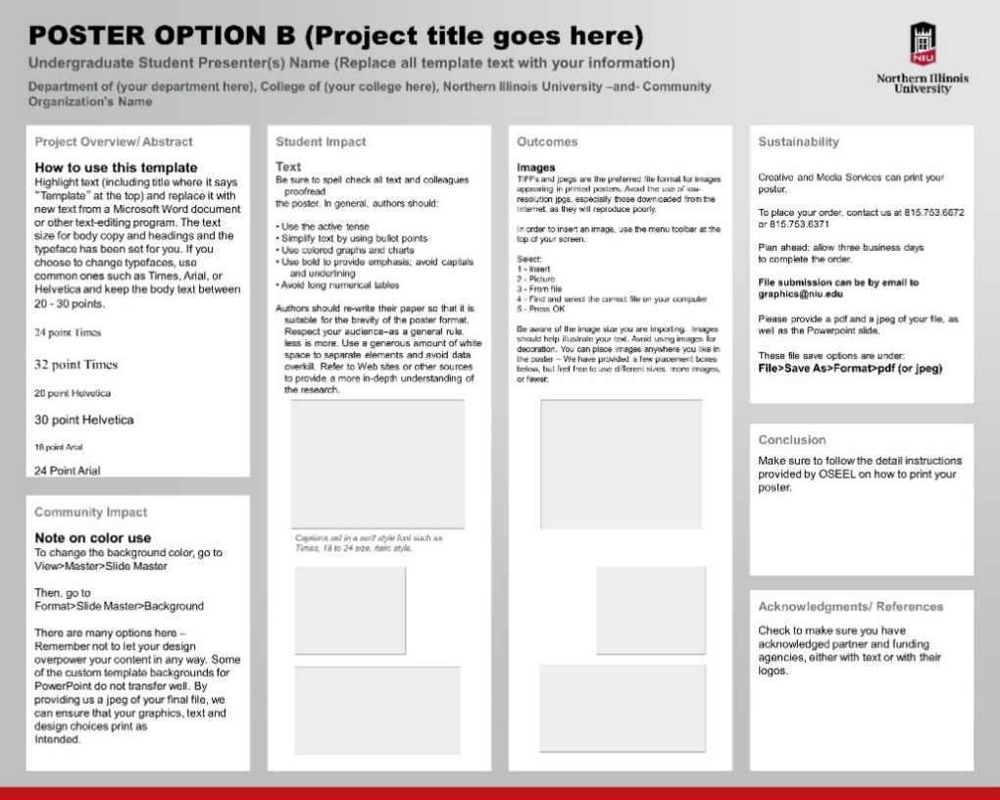 POSTER OPTION B (Project title goes here)
Undergraduate Student Presenter(s) Name (Replace all template text with your information)
Department of (your department here), College of (your college here), Northern Illinois University –and- Community
Organization's Name
NIU
Northern Illinois
University
Project Overview/ Abstract
How to use this template
Highlight text (including title where it says
"Template" at the top) and replace it with
new text from a Microsoft Word document
or other text-editing program. The text
size for body copy and headings and the
typeface has been set for you. If you
choose to change typefaces, use
common ones such as Times, Arial, or
Helvetica and keep the body text between
20 - 30 points.
24 point Times
32 point Times
20 point Helvetica
30 point Helvetica
18 point Arial
24 Point Arial
Community Impact
Note on color use
To change the background color, go to
View>Master>Slide Master
Then, go to
Format>Slide Master>Background
There are many options here –
Remember not to let your design
overpower your content in any way. Some
of the custom template backgrounds for
PowerPoint do not transfer well. By
providing us a jpeg of your final file, we
can ensure that your graphics, text and
design choices print as
Intended.
Student Impact
Text
Be sure to spell check all text and colleagues
proofread
the poster. In general, authors should:
• Use the active tense
• Simplify text by using bullet points
• Use colored graphs and charts
• Use bold to provide emphasis; avoid capitals
and underlining
• Avoid long numerical tables
Authors should re-write their paper so that it is
suitable for the brevity of the poster format.
Respect your audience–as a general rule,
less is more. Use a generous amount of white
space to separate elements and avoid data
overkill. Refer to Web sites or other sources
to provide a more in-depth understanding of
the research.
Captions set in a serif style font such as
Times, 18 to 24 size, italic style.
Outcomes
Images
TIFFs and jpegs are the preferred file format for images
appearing in printed posters. Avoid the use of low-
resolution jpgs, especially those downloaded from the
Internet, as they will reproduce poorly.
In order to insert an image, use the menu toolbar at the
top of your screen.
Select:
1 - Insert
2 - Picture
3 - From file
4 - Find and select the correct file on your computer
5 - Press OK
Be aware of the image size you are importing. Images
should help illustrate your text. Avoid using images for
decoration. You can place images anywhere you like in
the poster – We have provided a few placement boxes
below, but feel free to use different sizes, more images,
or fewer.
Sustainability
Creative and Media Services can print your
poster.
To place your order, contact us at 815.753.6672
or 815.753.6371
Plan ahead; allow three business days
to complete the order.
File submission can be by email to
graphics@niu.edu
Please provide a pdf and a jpeg of your file, as
well as the Powerpoint slide.
These file save options are under:
File>Save As>Format>pdf (or jpeg)
Conclusion
Make sure to follow the detail instructions
provided by OSEEL on how to print your
poster.
Acknowledgments/ References
Check to make sure you have
acknowledged partner and funding
agencies, either with text or with their
logos.